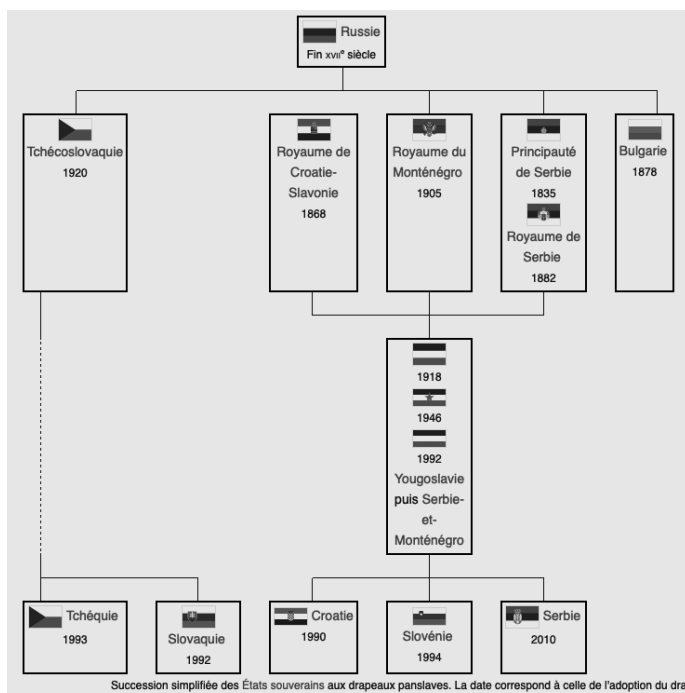 Russie
Fin XVIIe siècle
Tchécoslovaquie
1920
Royaume de
Croatie-
Slavonie
1868
Royaume du
Monténégro
1905
Principauté
de Serbie
1835
Royaume de
Serbie
1882
Bulgarie
1878
1918
1946
1992
Yougoslavie
puis Serbie-
et-
Monténégro
Tchéquie
1993
Slovaquie
1992
Croatie
1990
Slovénie
1994
Serbie
2010
Succession simplifiée des États souverains aux drapeaux panslaves. La date correspond à celle de l'adoption du dra